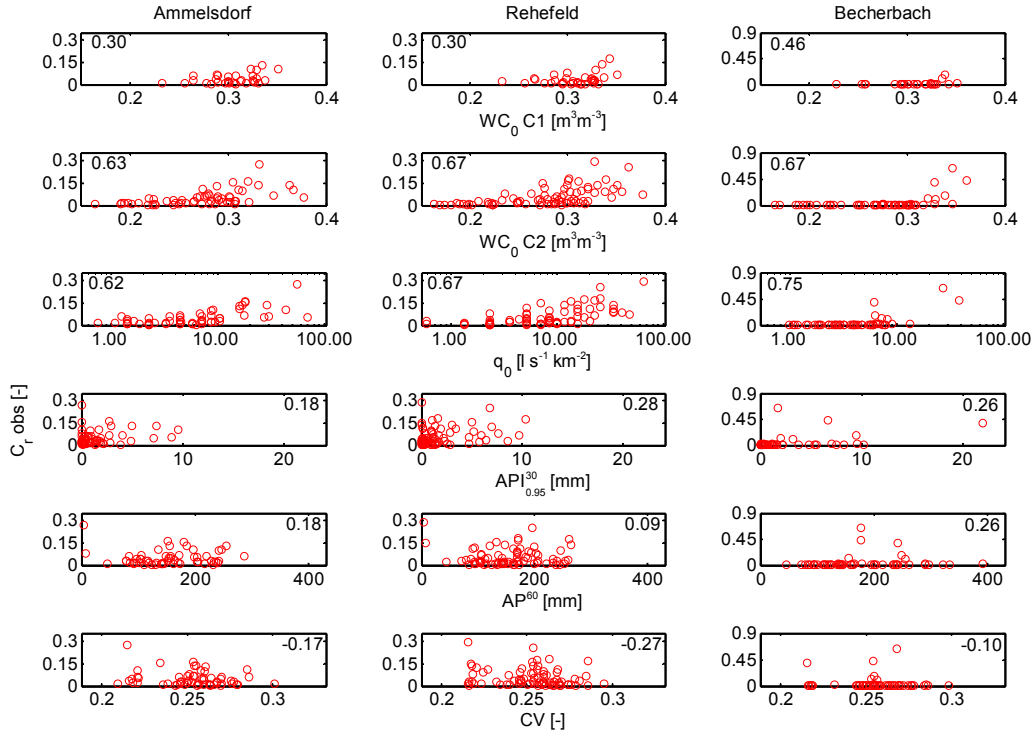 Ammelsdorf Rehefeld Becherbach
0.3 0.30 0.3 0.30 0.9 0.46
0.15 0.15 0.45
0 0 0
0.2 0.3 0.4 0.2 0.3 0.4 0.2 0.3 0.4
WC₀ C1 [m³m⁻³]
0.3 0.63 0.3 0.67 0.9 0.67
0.15 0.15 0.45
0 0 0
0.2 0.3 0.4 0.2 0.3 0.4 0.2 0.3 0.4
WC₀ C2 [m³m⁻³]
0.3 0.62 0.3 0.67 0.9 0.75
0.15 0.15 0.45
0 0 0
1.00 10.00 100.00 1.00 10.00 100.00 1.00 10.00 100.00
q₀ [l s⁻¹ km⁻²]
C_r obs [-]
0.3 0.18 0.3 0.28 0.9 0.26
0.15 0.15 0.45
0 0 0
0 10 20 0 10 20 0 10 20
API³⁰₀.₉₅ [mm]
0.3 0.18 0.3 0.09 0.9 0.26
0.15 0.15 0.45
0 0 0
0 200 400 0 200 400 0 200 400
AP⁶⁰ [mm]
0.3 -0.17 0.3 -0.27 0.9 -0.10
0.15 0.15 0.45
0 0 0
0.2 0.25 0.3 0.2 0.25 0.3 0.2 0.25 0.3
CV [-]